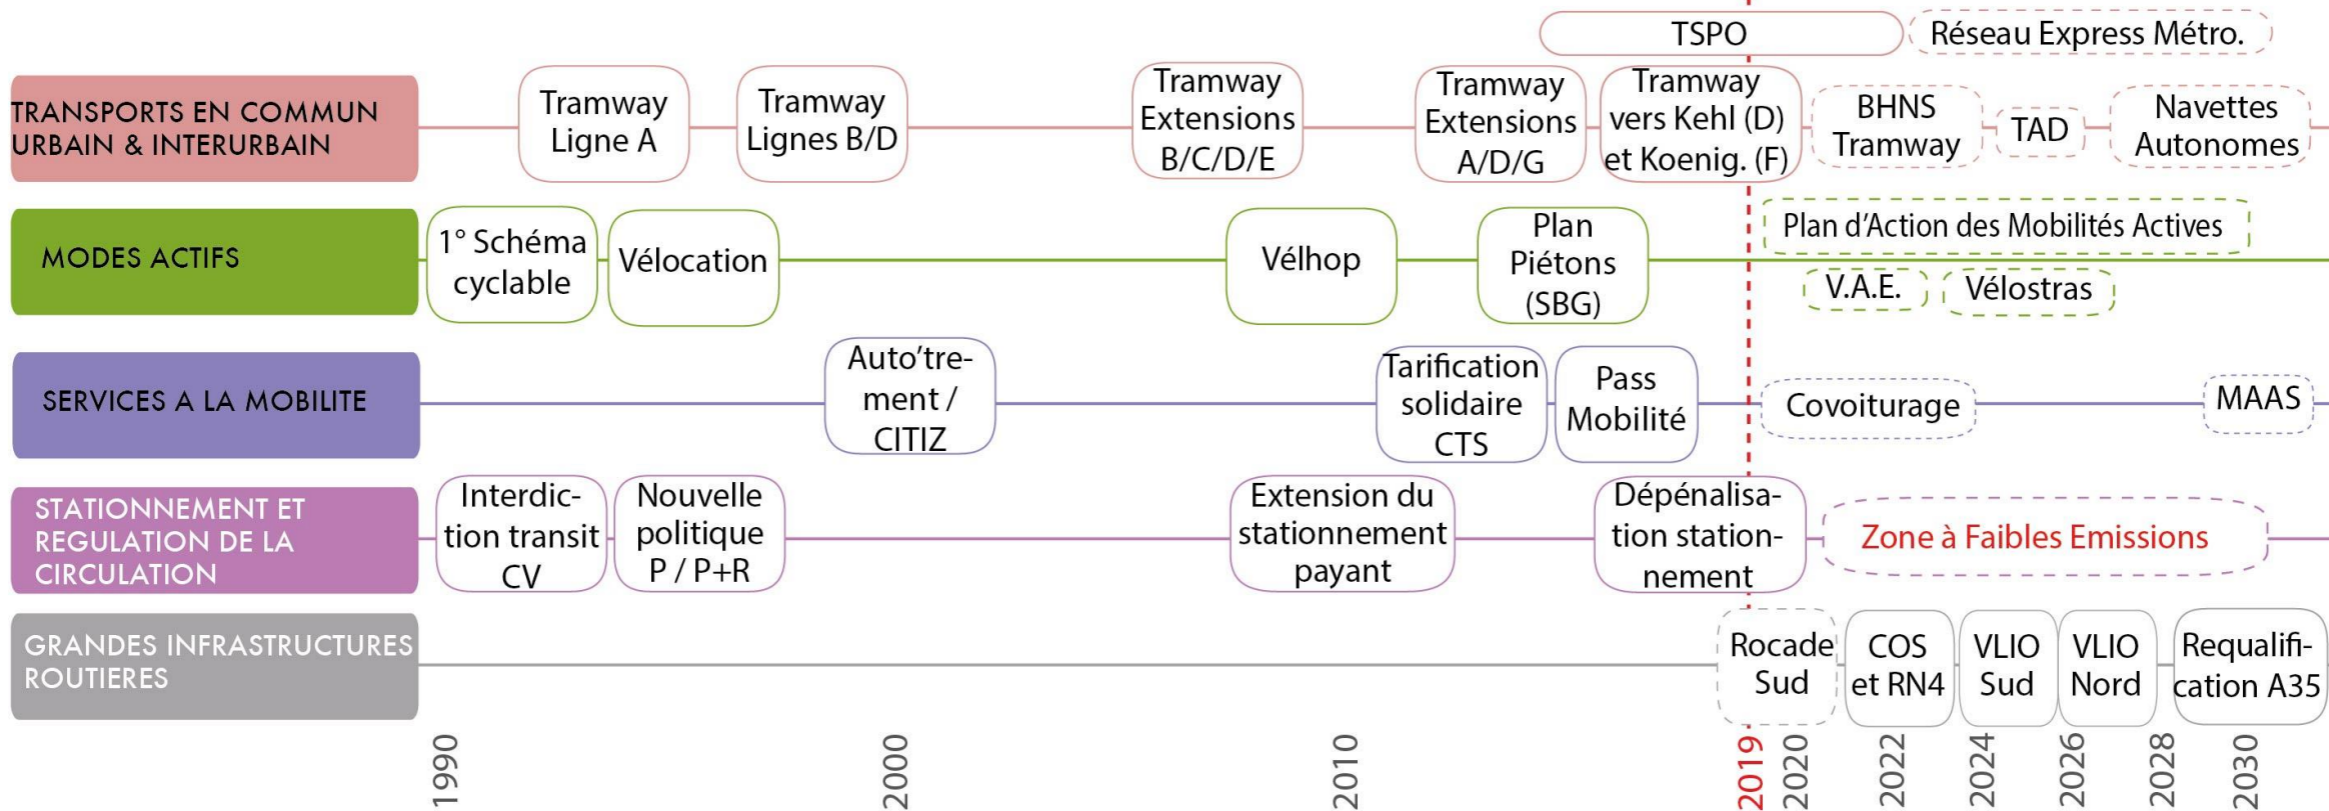 TSPO
Réseau Express Métro.
TRANSPORTS EN COMMUN
URBAIN & INTERURBAIN
Tramway
Ligne A
Tramway
Lignes B/D
Tramway
Extensions
B/C/D/E
Tramway
Extensions
A/D/G
Tramway
vers Kehl (D)
et Koenig. (F)
BHNS
Tramway
TAD
Navettes
Autonomes
MODES ACTIFS
1° Schéma
cyclable
Vélocation
Vélhop
Plan
Piétons
(SBG)
Plan d'Action des Mobilités Actives
V.A.E.
Vélostras
SERVICES A LA MOBILITE
Auto'tre-
ment /
CITIZ
Tarification
solidaire
CTS
Pass
Mobilité
Covoiturage
MAAS
STATIONNEMENT ET
REGULATION DE LA
CIRCULATION
Interdic-
tion transit
CV
Nouvelle
politique
P / P+R
Extension du
stationnement
payant
Dépénalisa-
tion station-
nement
Zone à Faibles Emissions
GRANDES INFRASTRUCTURES
ROUTIERES
Rocade
Sud
COS
et RN4
VLIO
Sud
VLIO
Nord
Requalifi-
cation A35
1990
2000
2010
2019
2020
2022
2024
2026
2028
2030